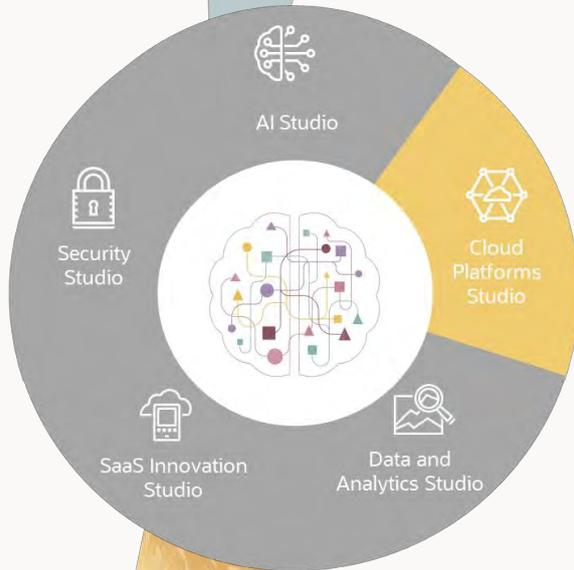 AI Studio
Cloud
Platforms
Studio
Data and
Analytics Studio
SaaS Innovation
Studio
Security
Studio